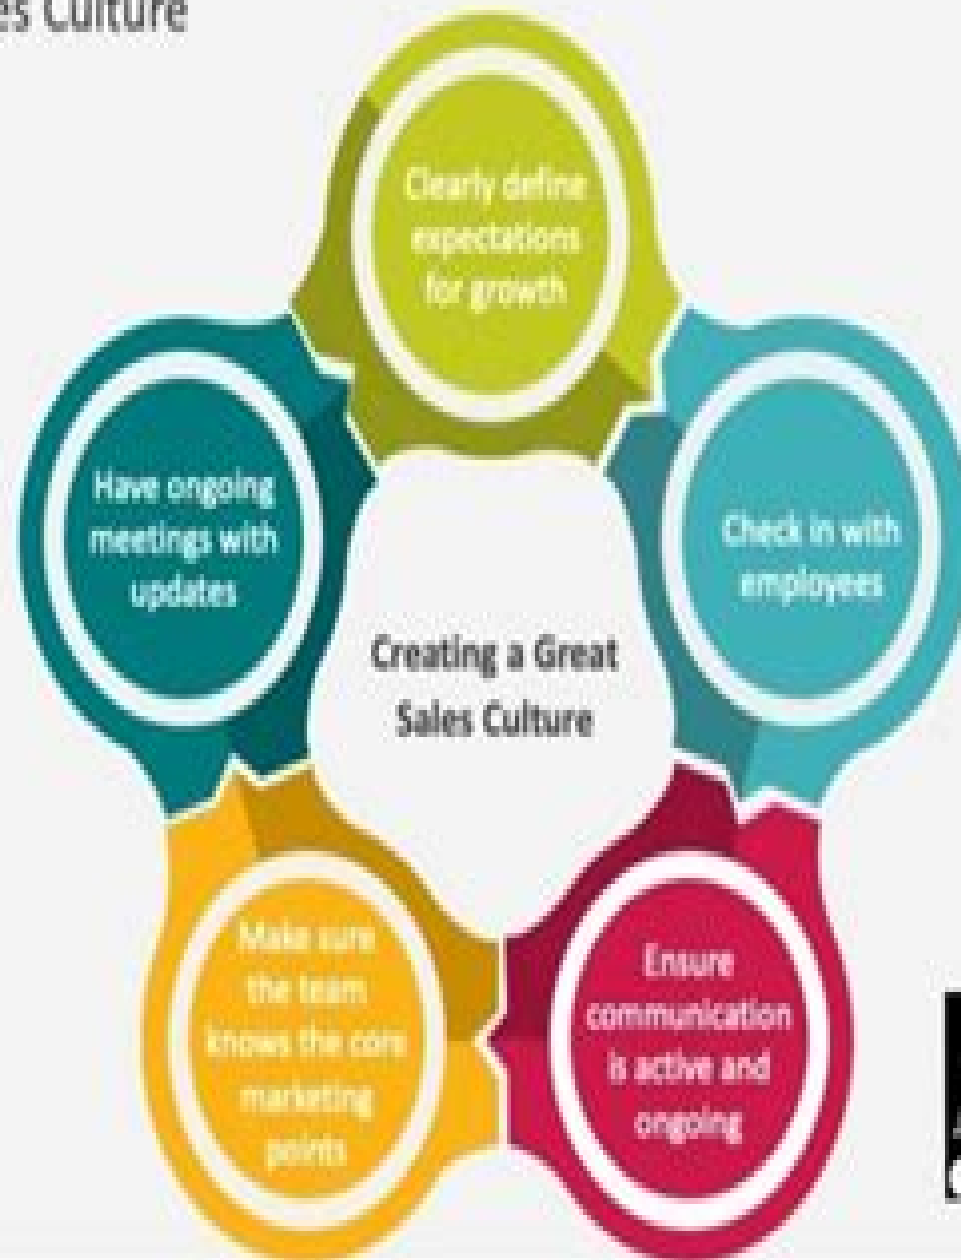 es Culture
Clearly define
expectations
for growth
Check in with
employees
Ensure
communication
is active and
ongoing
Make sure
the team
knows the core
marketing
points
Have ongoing
meetings with
updates
Creating a Great
Sales Culture